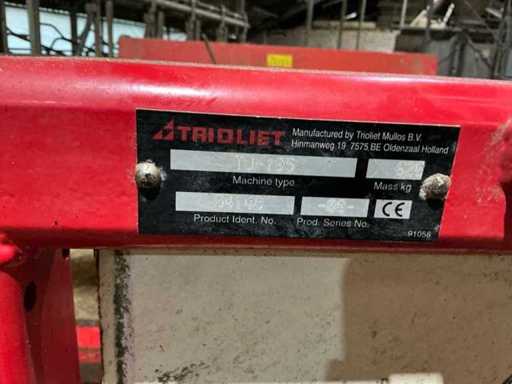 TRIOLIET
Manufactured by Trioliet Mullos B.V.
Hinmanweg 19 7575 BE Oldenzaal Holland
Machine type
Mass kg
CE
Product Ident. No.
Prod. Series No.
91056